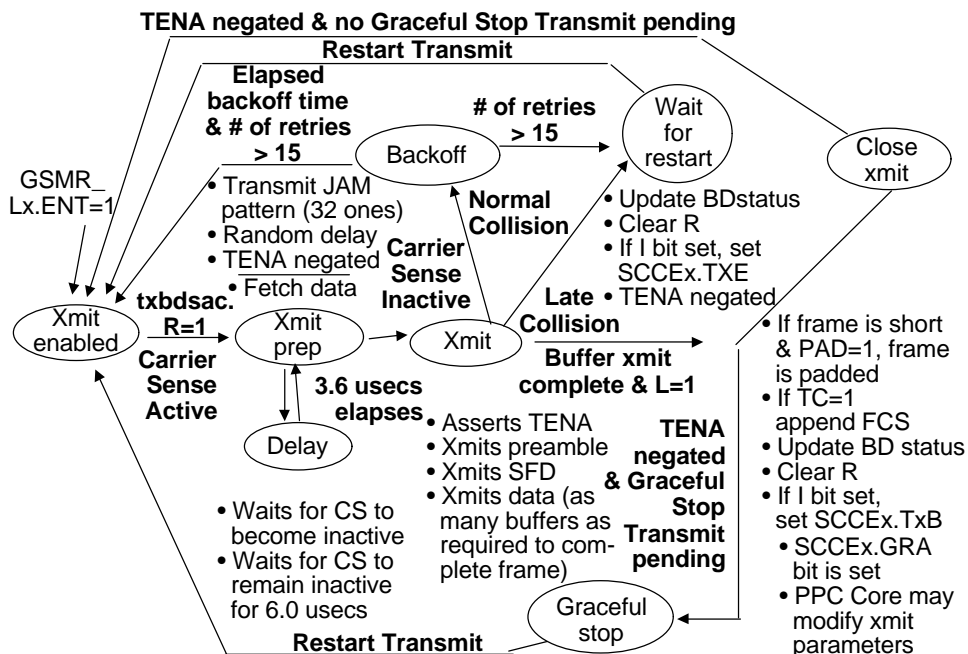 TENA negated & no Graceful Stop Transmit pending
Restart Transmit
Elapsed
backoff time
& # of retries
> 15
# of retries
> 15
Wait
for
restart
Backoff
Close
xmit
GSMR_
Lx.ENT=1
• Transmit JAM
pattern (32 ones)
• Random delay
• TENA negated
• Fetch data
Normal
Collision
• Update BDstatus
• Clear R
• If I bit set, set
SCCEx.TXE
• TENA negated
Carrier
Sense
Inactive
Xmit
enabled
txbdsac.
R=1
Carrier
Sense
Active
Xmit
prep
Xmit
Late
Collision
Buffer xmit
complete & L=1
3.6 usecs
elapses
Delay
• If frame is short
& PAD=1, frame
is padded
• If TC=1
append FCS
• Update BD status
• Clear R
• If I bit set,
set SCCEx.TxB
• SCCEx.GRA
bit is set
• PPC Core may
modify xmit
parameters
• Asserts TENA
• Xmits preamble
• Xmits SFD
• Xmits data (as
many buffers as
required to com-
plete frame)
TENA
negated
& Graceful
Stop
Transmit
pending
• Waits for CS to
become inactive
• Waits for CS to
remain inactive
for 6.0 usecs
Graceful
stop
Restart Transmit